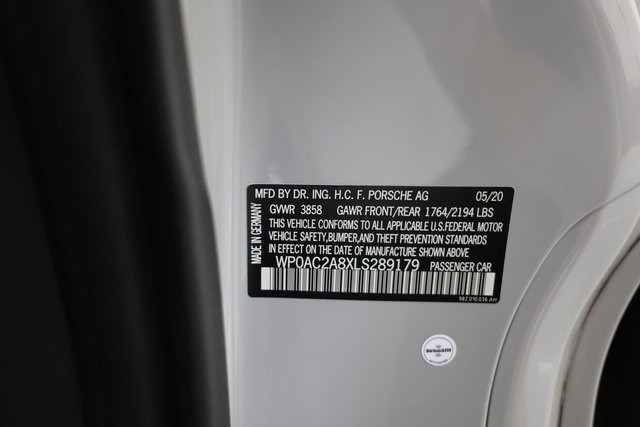 MFD BY DR. ING. H.C. F. PORSCHE AG 05/20
GVWR 3858 GAWR FRONT/REAR 1764/2194 LBS
THIS VEHICLE CONFORMS TO ALL APPLICABLE U.S.FEDERAL MOTOR
VEHICLE SAFETY,BUMPER,AND THEFT PREVENTION STANDARDS IN
EFFECT ON THE DATE OF MANUFACTURE SHOWN ABOVE
WP0AC2A8XLS289179 PASSENGER CAR
MADE IN GERMANY
982.010.036.AH
SiriusXM